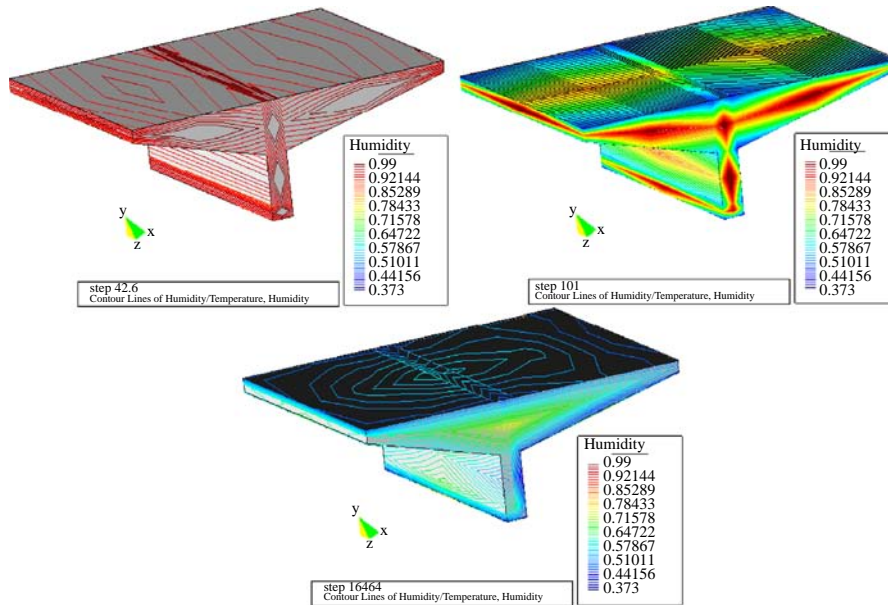 Humidity
0.99
0.92144
0.85289
0.78433
0.71578
0.64722
0.57867
0.51011
0.44156
0.373
y
x
z
step 42.6
Contour Lines of Humidity/Temperature, Humidity
Humidity
0.99
0.92144
0.85289
0.78433
0.71578
0.64722
0.57867
0.51011
0.44156
0.373
y
x
z
step 101
Contour Lines of Humidity/Temperature, Humidity
Humidity
0.99
0.92144
0.85289
0.78433
0.71578
0.64722
0.57867
0.51011
0.44156
0.373
y
x
z
step 16464
Contour Lines of Humidity/Temperature, Humidity